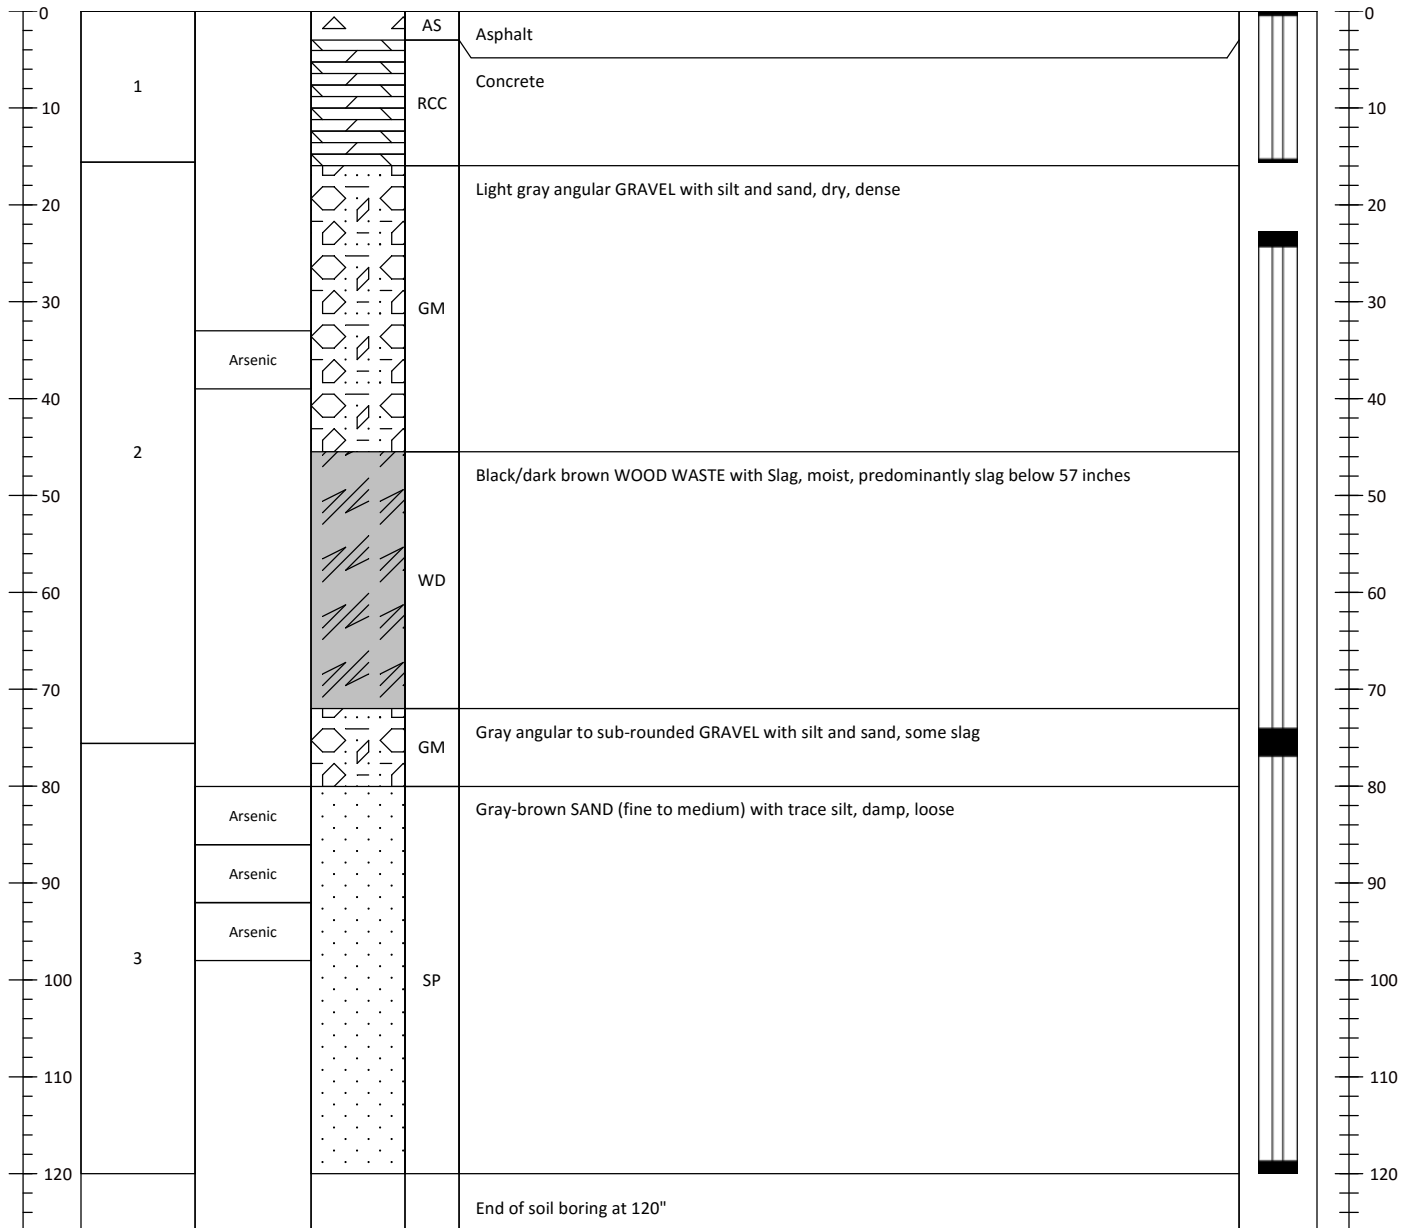 0
10
20
30
40
50
60
70
80
90
100
110
120
1
2
3
Arsenic
Arsenic
Arsenic
Arsenic
AS
RCC
GM
WD
GM
SP
Asphalt
Concrete
Light gray angular GRAVEL with silt and sand, dry, dense
Black/dark brown WOOD WASTE with Slag, moist, predominantly slag below 57 inches
Gray angular to sub-rounded GRAVEL with silt and sand, some slag
Gray-brown SAND (fine to medium) with trace silt, damp, loose
End of soil boring at 120"
0
10
20
30
40
50
60
70
80
90
100
110
120